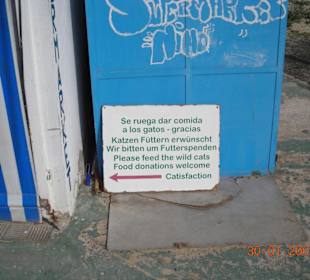 Se ruega dar comida
a los gatos - gracias
Katzen Füttern erwünscht
Wir bitten um Futterspenden
Please feed the wild cats
Food donations welcome
Catisfaction